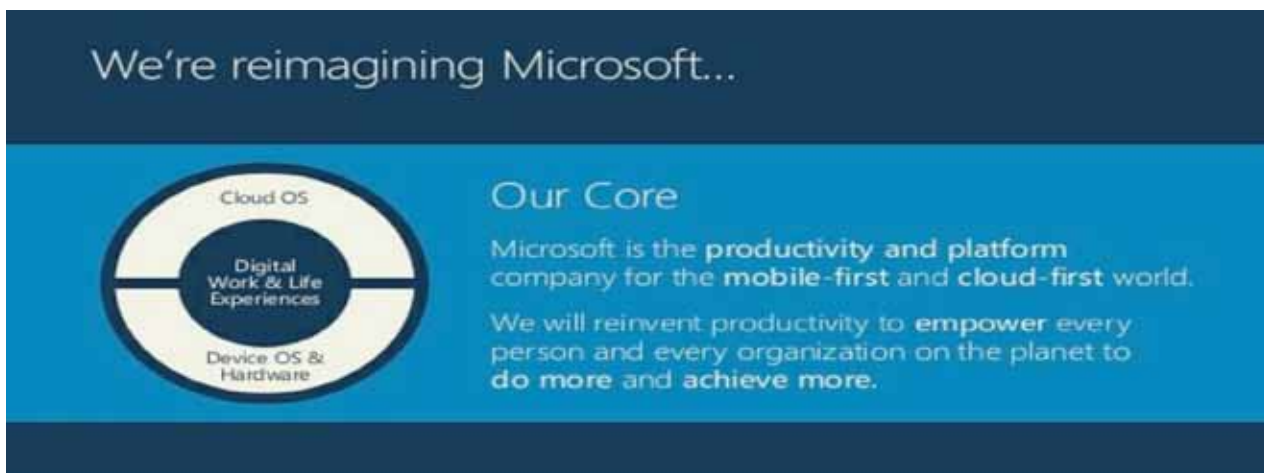 We're reimagining Microsoft...
Cloud OS
Digital
Work & Life
Experiences
Device OS &
Hardware
Our Core
Microsoft is the productivity and platform
company for the mobile-first and cloud-first world.
We will reinvent productivity to empower every
person and every organization on the planet to
do more and achieve more.